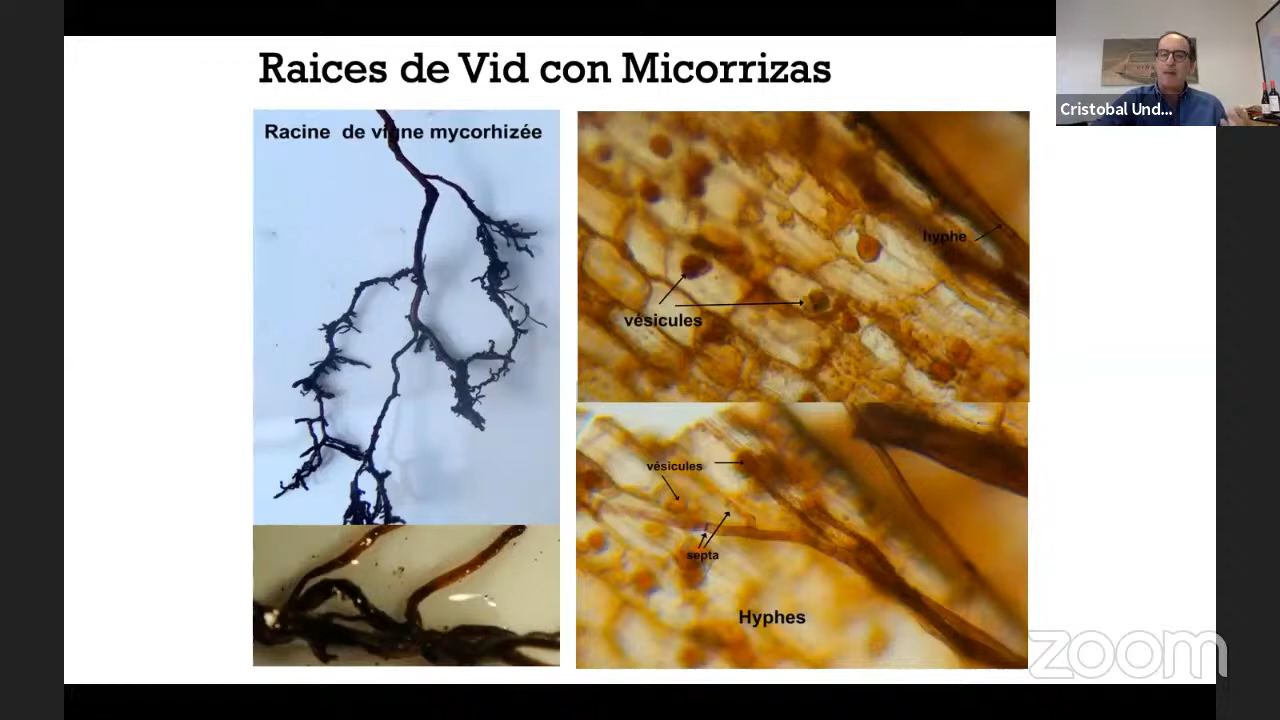 Raices de Vid con Micorrizas
Cristobal Und...
Racine de vigne mycorhizée
hyphe
vésicules
vésicules
septa
Hyphes
zoom